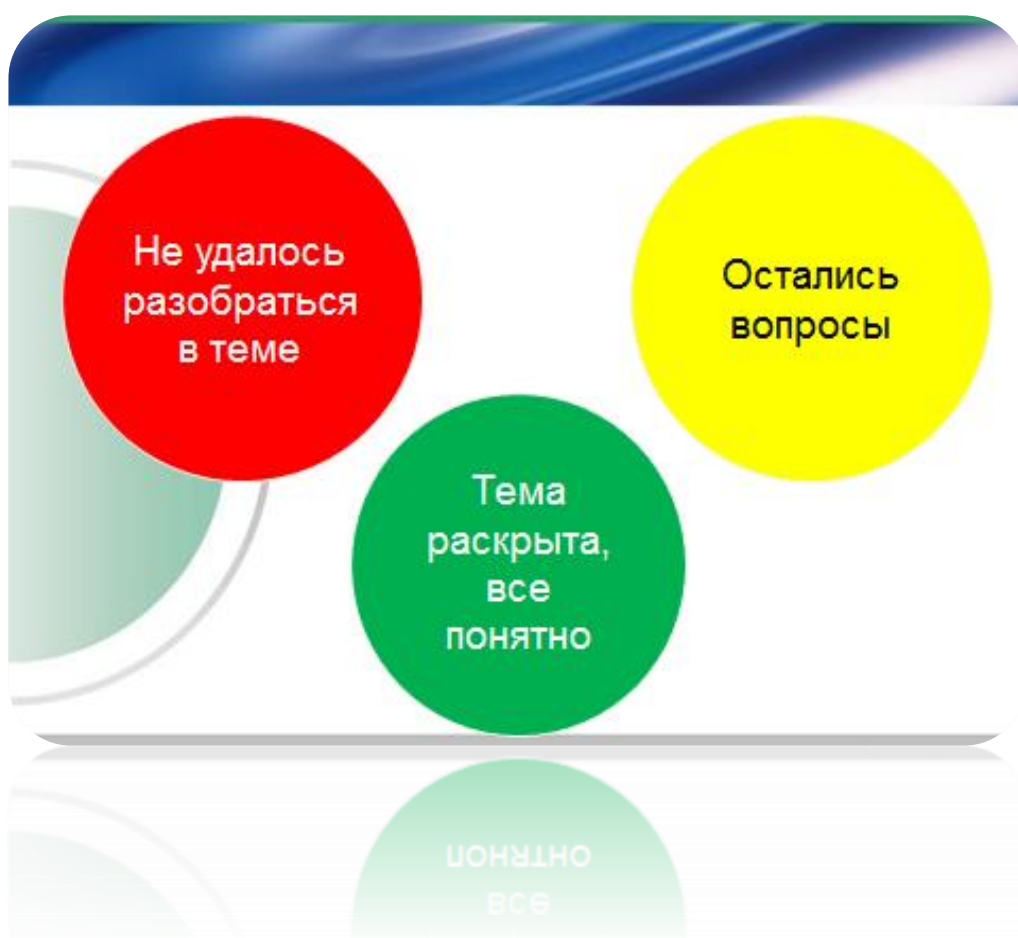 Не удалось
разобраться
в теме
Остались
вопросы
Тема
раскрыта,
все
понятно